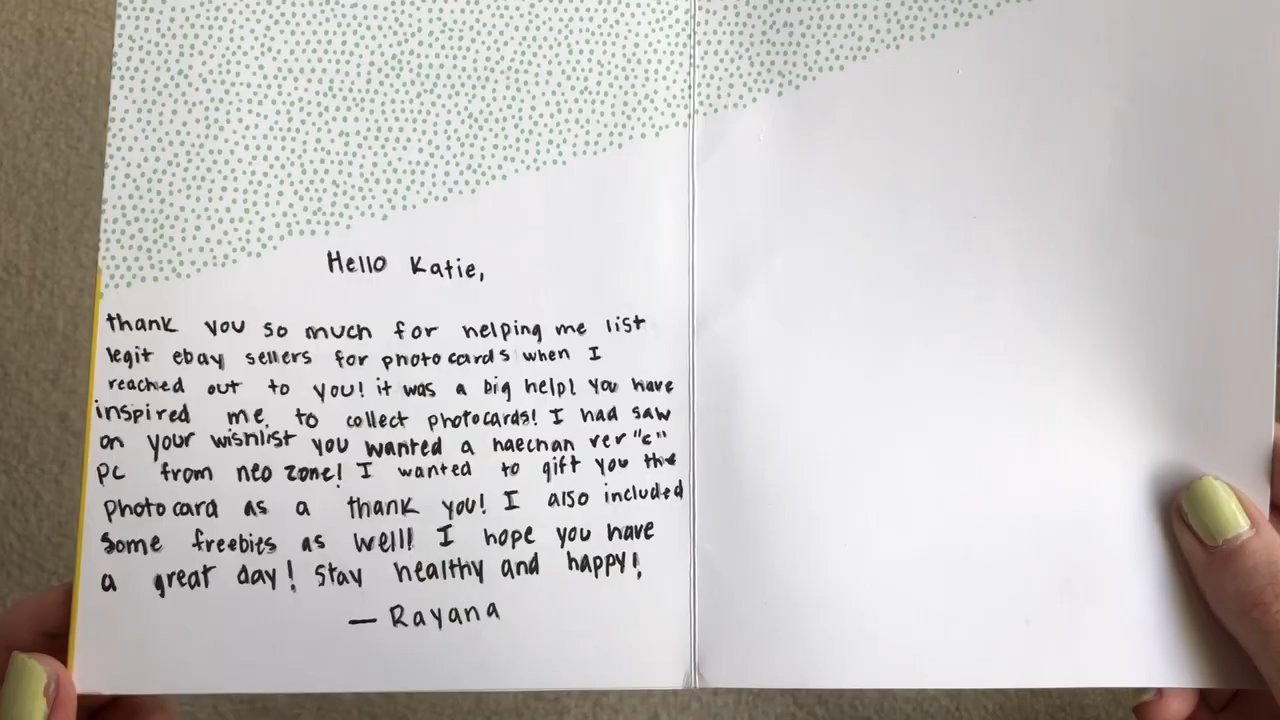 Hello Katie,
thank you so much for helping me list
legit ebay sellers for photocards when I
reached out to you! it was a big help! You have
inspired me to collect photocards! I had saw
on your wishlist you wanted a haechan ver "c"
pc from neo zone! I wanted to gift you the
photocard as a thank you! I also included
some freebies as well! I hope you have
a great day! Stay healthy and happy!
— Rayana